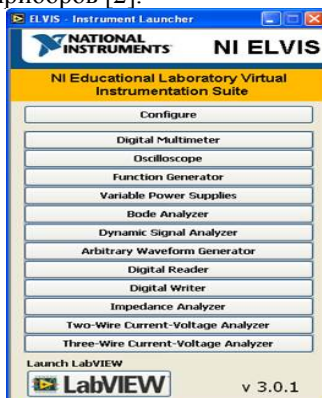 приборов [2].
ELVIS - Instrument Launcher
NATIONAL
INSTRUMENTS
NI ELVIS
NI Educational Laboratory Virtual
Instrumentation Suite
Configure
Digital Multimeter
Oscilloscope
Function Generator
Variable Power Supplies
Bode Analyzer
Dynamic Signal Analyzer
Arbitrary Waveform Generator
Digital Reader
Digital Writer
Impedance Analyzer
Two-Wire Current-Voltage Analyzer
Three-Wire Current-Voltage Analyzer
Launch LabVIEW
LabVIEW
v 3.0.1